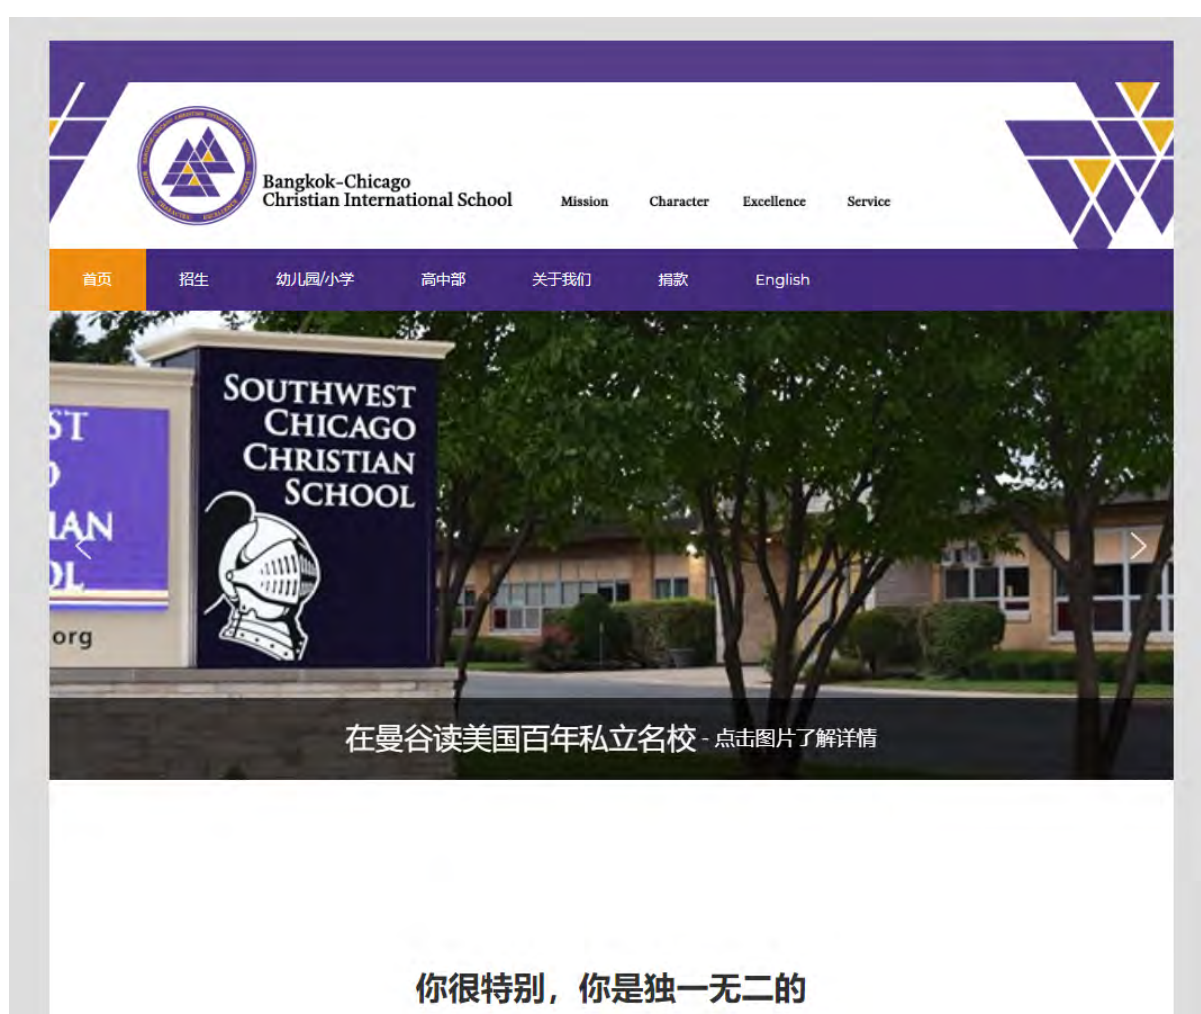 Bangkok-Chicago
Christian International School
Mission Character Excellence Service
首页 招生 幼儿园/小学 高中部 关于我们 捐款 English
SOUTHWEST
CHICAGO
CHRISTIAN
SCHOOL
ST
IAN
OL
org
在曼谷读美国百年私立名校 - 点击图片了解详情
你很特别，你是独一无二的